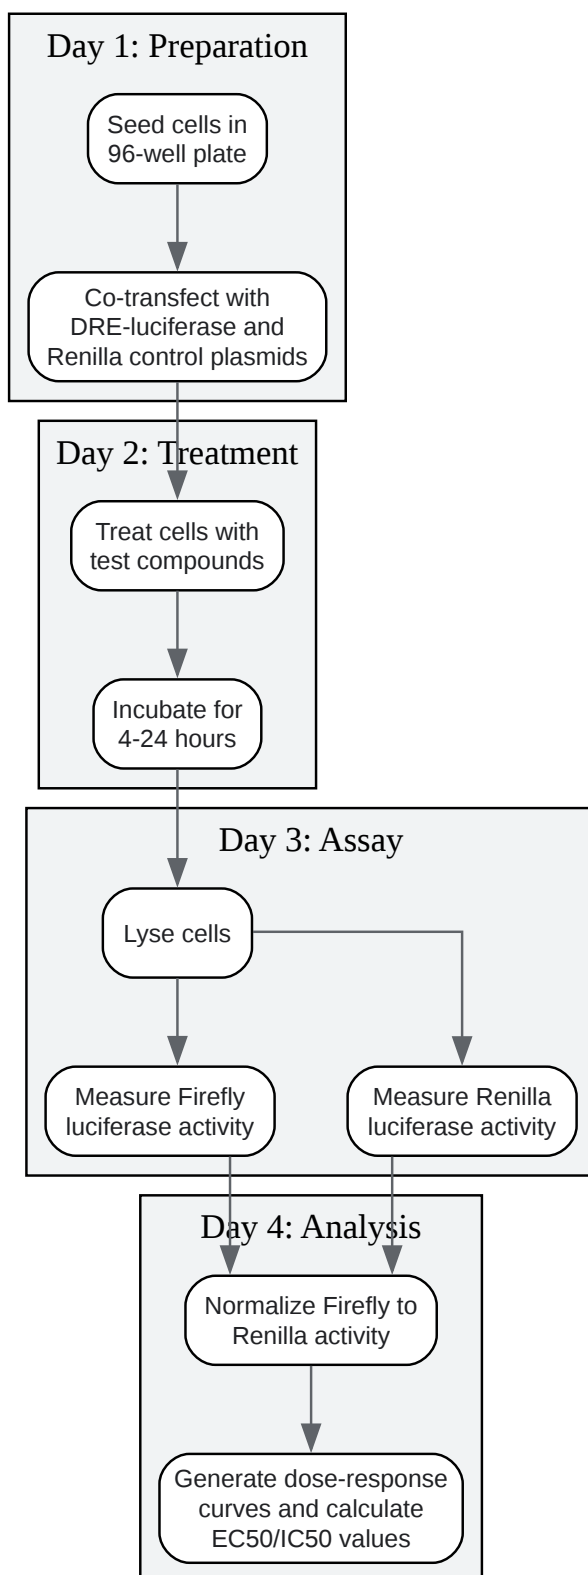 Day 1: Preparation
Seed cells in
96-well plate
Co-transfect with
DRE-luciferase and
Renilla control plasmids
Day 2: Treatment
Treat cells with
test compounds
Incubate for
4-24 hours
Day 3: Assay
Lyse cells
Measure Firefly
luciferase activity
Measure Renilla
luciferase activity
Day 4: Analysis
Normalize Firefly to
Renilla activity
Generate dose-response
curves and calculate
EC50/IC50 values